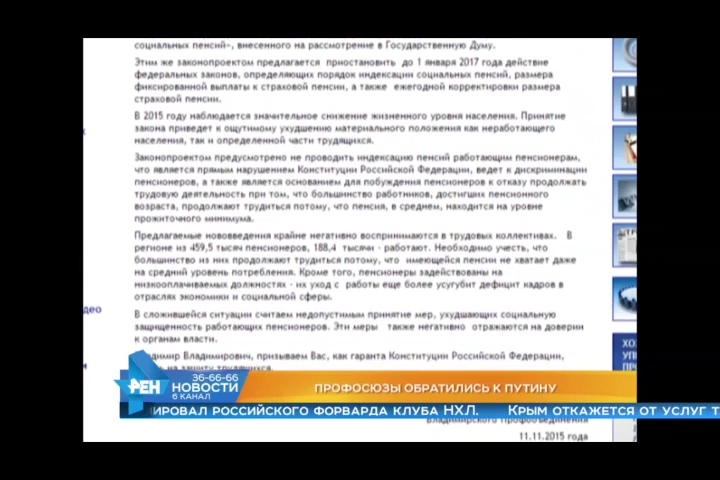 социальных пенсий», внесенного на рассмотрение в Государственную Думу.
Этим же законопроектом предлагается приостановить до 1 января 2017 года действие
федеральных законов, определяющих порядок индексации социальных пенсий, размера
фиксированной выплаты к страховой пенсии, а также ежегодной корректировки размера
страховой пенсии.
В 2015 году наблюдается значительное снижение жизненного уровня населения. Принятие
закона приведет к ощутимому ухудшению материального положения как неработающего
населения, так и определенной части трудящихся.
Законопроектом предусмотрено не проводить индексацию пенсий работающим пенсионерам,
что является прямым нарушением Конституции Российской Федерации, ведет к дискриминации
пенсионеров, а также является основанием для побуждения пенсионеров к отказу продолжать
трудовую деятельность при том, что большинство работников, достигших пенсионного
возраста, продолжают трудиться потому, что пенсия, в среднем, находится на уровне
прожиточного минимума.
Предлагаемые нововведения крайне негативно воспринимаются в трудовых коллективах. В
регионе из 459,5 тысяч пенсионеров, 188,4 тысячи - работают. Необходимо учесть, что
большинство из них продолжают трудиться потому, что имеющейся пенсии не хватает даже
на средний уровень потребления. Кроме того, пенсионеры задействованы на
низкооплачиваемых должностях - их уход с работы еще более усугубит дефицит кадров в
отраслях экономики и социальной сферы.
део
В сложившейся ситуации считаем недопустимым принятие мер, ухудшающих социальную
защищенность работающих пенсионеров. Эти меры также негативно отражаются на доверии
к органам власти.
ХОЗ
УПР
ПРО
Владимир Владимирович, призываем Вас, как гаранта Конституции Российской Федерации,
на защиту трудящихся.
36-66-66
РЕН НОВОСТИ
6 КАНАЛ
ПРОФСОЮЗЫ ОБРАТИЛИСЬ К ПУТИНУ
ИРОВАЛ РОССИЙСКОГО ФОРВАРДА КЛУБА НХЛ. КРЫМ ОТКАЖЕТСЯ ОТ УСЛУГ Т
Владимирского Профобъединения
11.11.2015 года